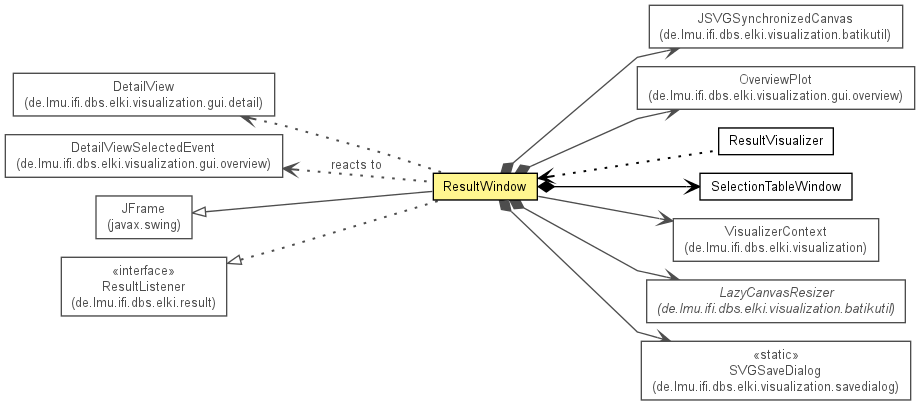 JSVGSynchronizedCanvas
(de.lmu.ifi.dbs.elki.visualization.batikutil)
DetailView
(de.lmu.ifi.dbs.elki.visualization.gui.detail)
OverviewPlot
(de.lmu.ifi.dbs.elki.visualization.gui.overview)
DetailViewSelectedEvent
(de.lmu.ifi.dbs.elki.visualization.gui.overview)
reacts to
ResultVisualizer
ResultWindow
SelectionTableWindow
JFrame
(javax.swing)
VisualizerContext
(de.lmu.ifi.dbs.elki.visualization)
«interface»
ResultListener
(de.lmu.ifi.dbs.elki.result)
LazyCanvasResizer
(de.lmu.ifi.dbs.elki.visualization.batikutil)
«static»
SVGSaveDialog
(de.lmu.ifi.dbs.elki.visualization.savedialog)